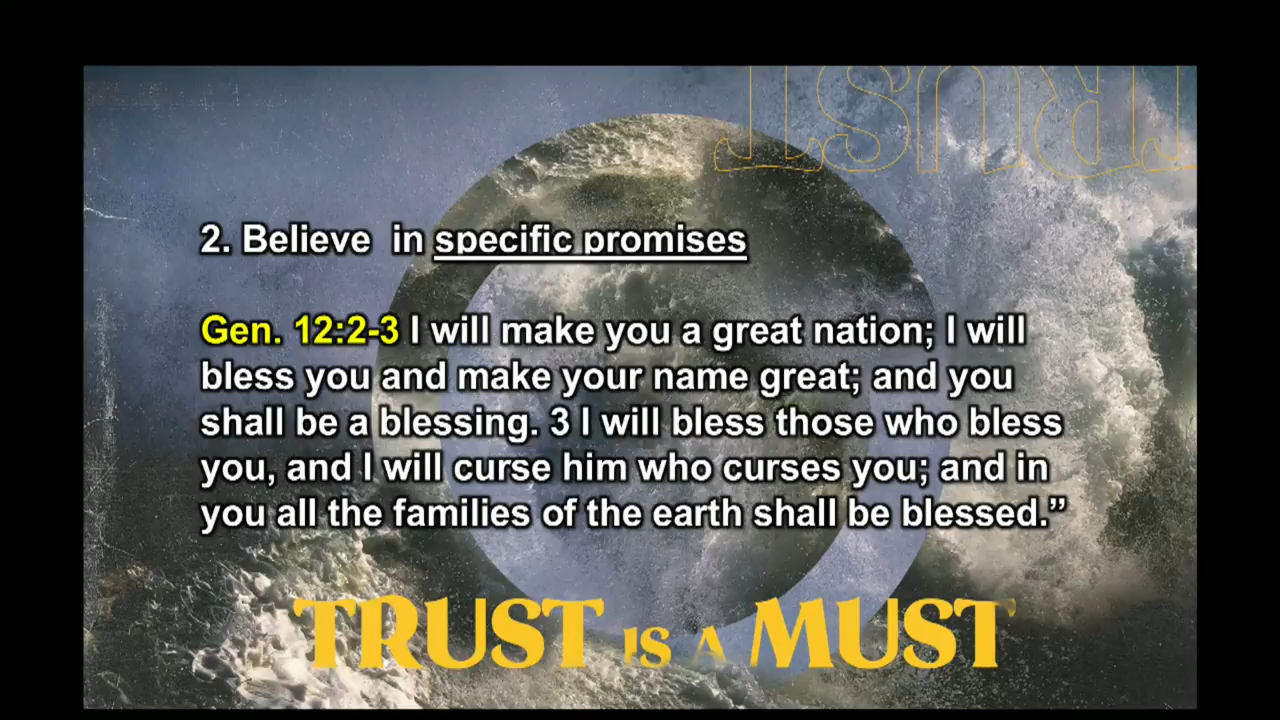 TRUST
2. Believe  in specific promises
Gen. 12:2-3 I will make you a great nation; I will
bless you and make your name great; and you
shall be a blessing. 3 I will bless those who bless
you, and I will curse him who curses you; and in
you all the families of the earth shall be blessed.”
TRUST IS A MUST